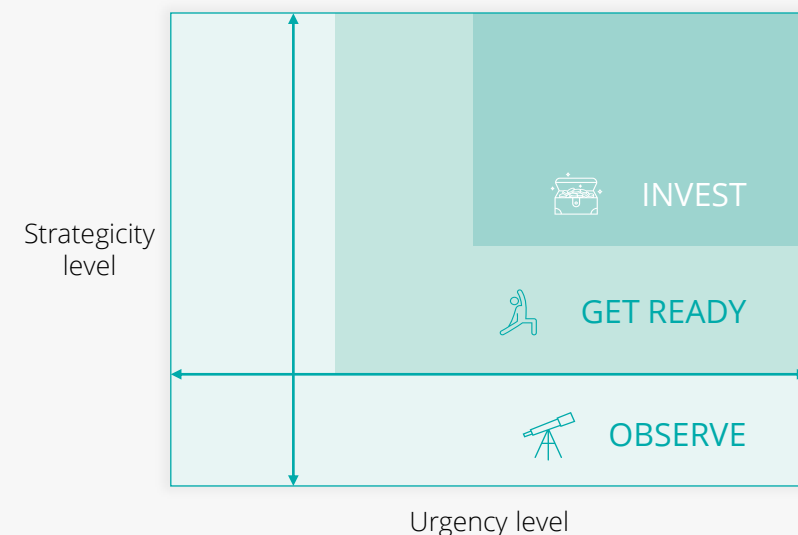 INVEST
Strategicity
level
GET READY
OBSERVE
Urgency level